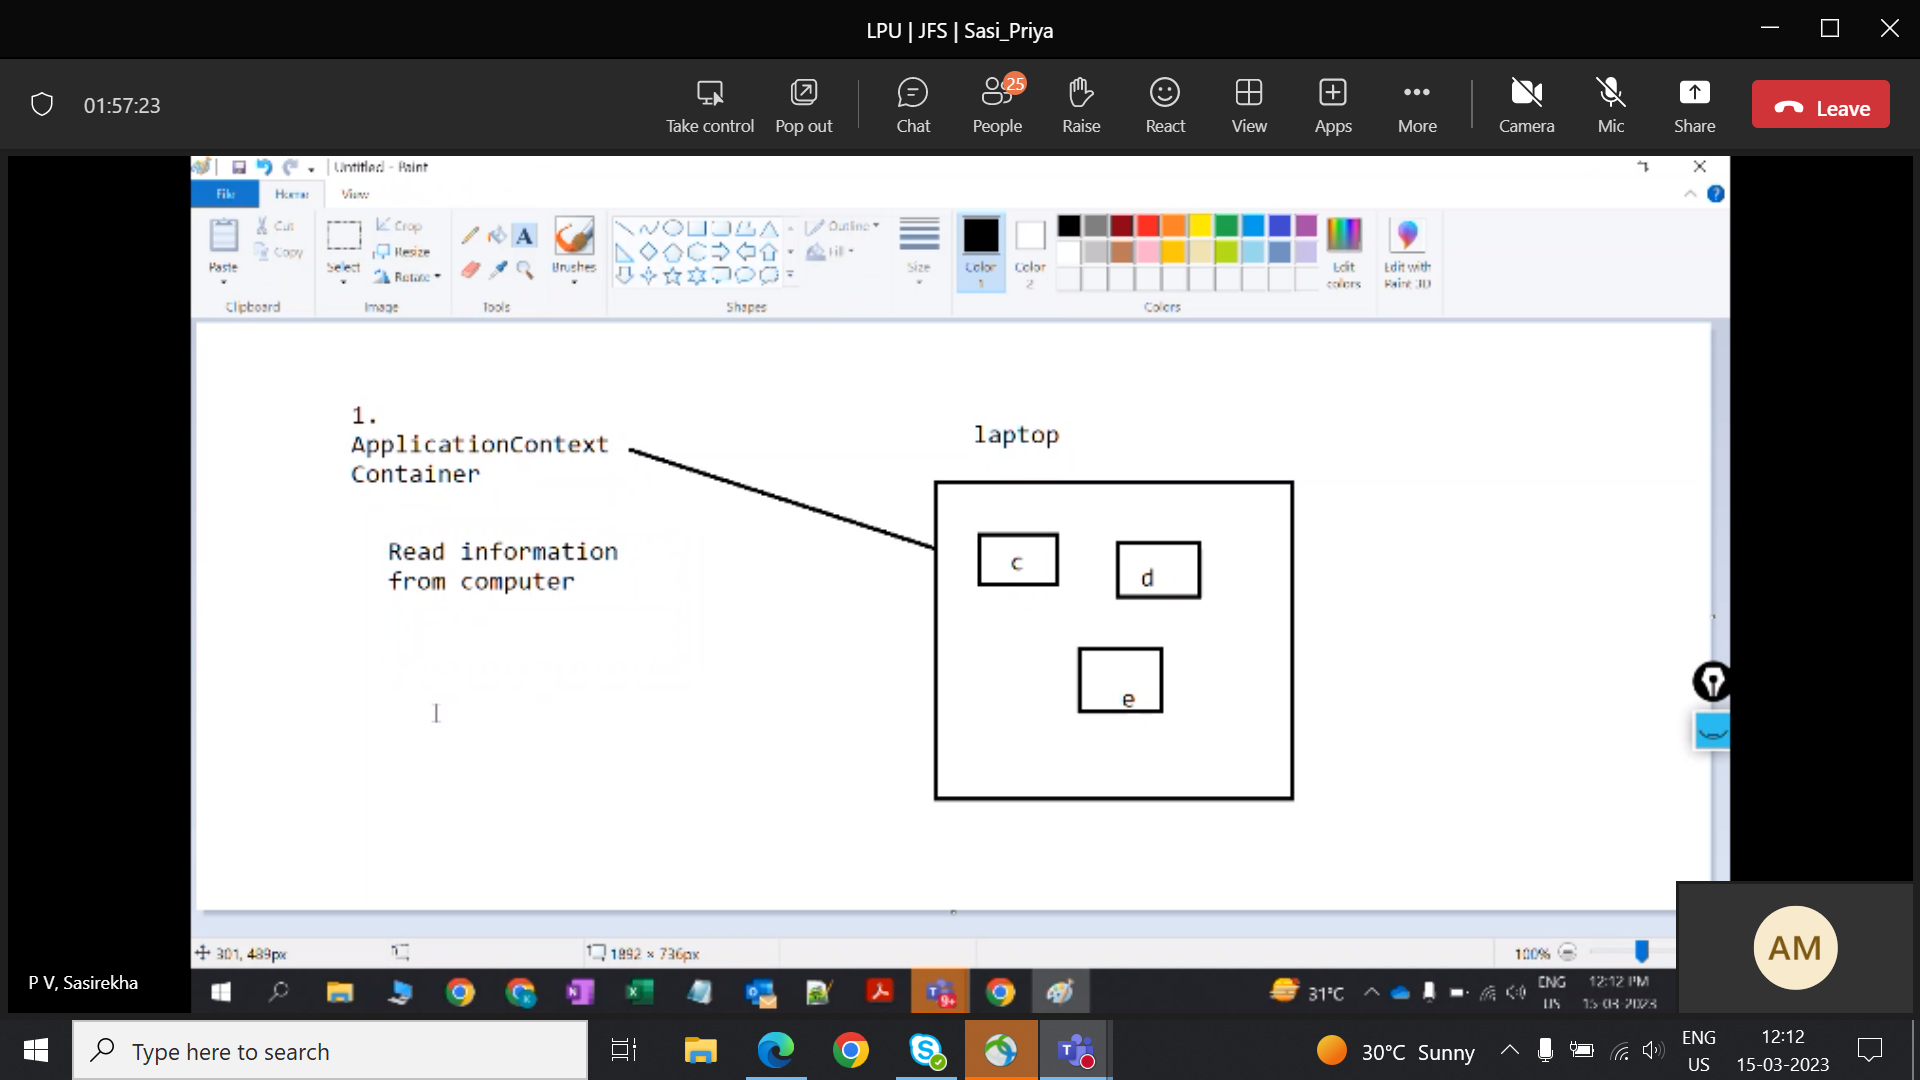 LPU | JFS | Sasi_Priya
01:57:23
Take control
Pop out
Chat
People
25
Raise
React
View
Apps
More
Camera
Mic
Share
Leave
Untitled - Paint
File
Home
View
Paste
Cut
Copy
Clipboard
Select
Crop
Resize
Rotate
Image
A
Tools
Brushes
Shapes
Outline
Fill
Size
Color
1
Color
2
Edit
colors
Colors
Edit with
Paint 3D
1.
ApplicationContext
Container
Read information
from computer
laptop
c
d
e
301, 489px
1892 × 736px
100%
P V, Sasirekha
AM
9+
31°C
ENG
US
12:12 PM
15-03-2023
Type here to search
30°C Sunny
ENG
US
12:12
15-03-2023